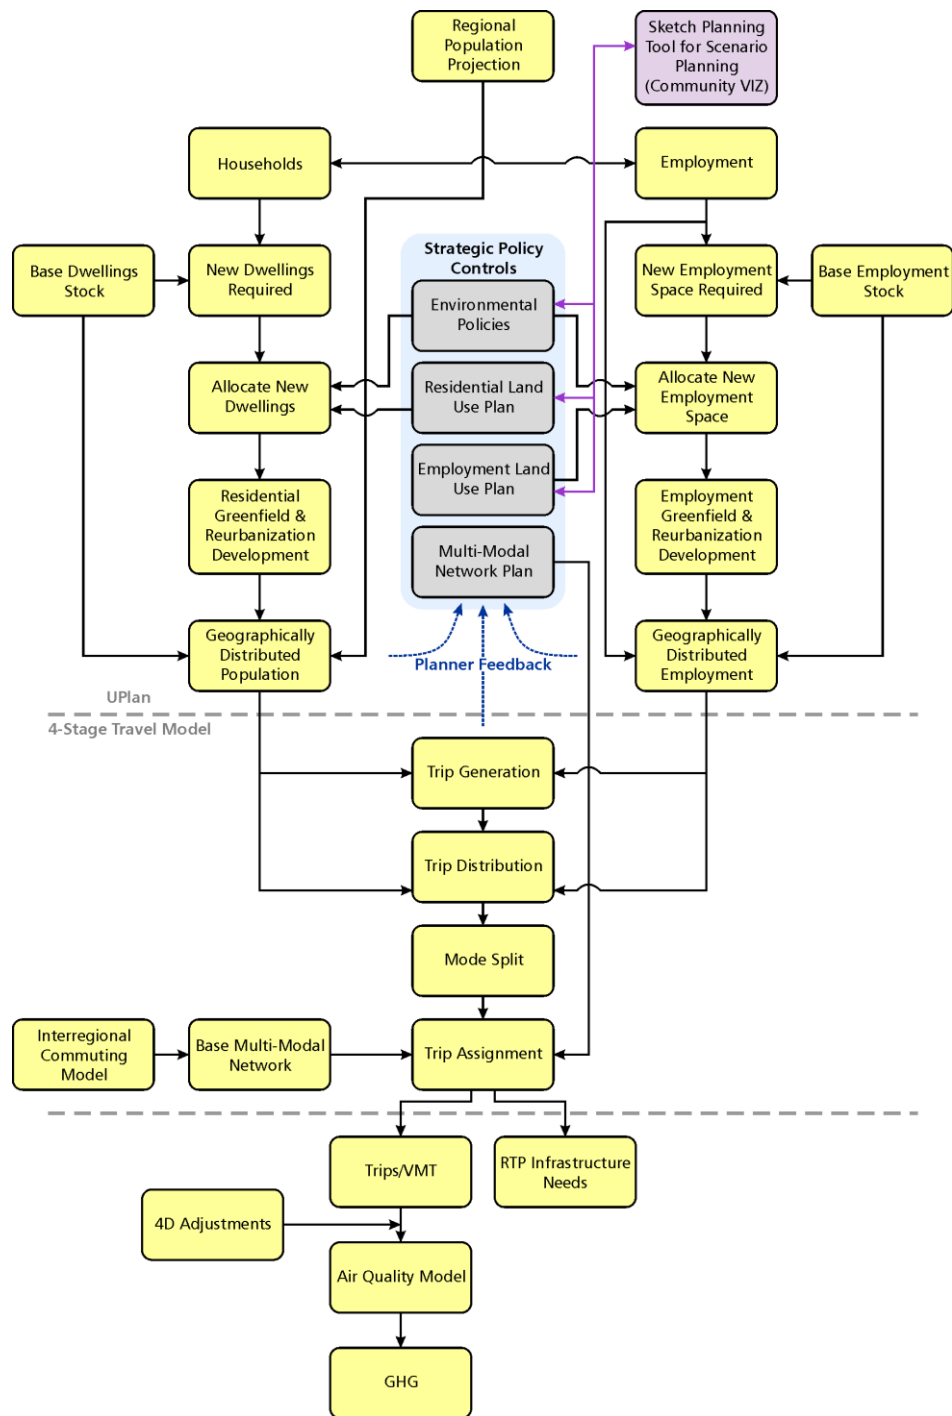 Regional
Population
Projection
Sketch Planning
Tool for Scenario
Planning
(Community VIZ)
Households
Employment
Base Dwellings
Stock
New Dwellings
Required
Strategic Policy
Controls
Environmental
Policies
New Employment
Space Required
Base Employment
Stock
Allocate New
Dwellings
Residential Land
Use Plan
Allocate New
Employment
Space
Employment Land
Use Plan
Residential
Greenfield &
Reurbanization
Development
Employment
Greenfield &
Reurbanization
Development
Multi-Modal
Network Plan
Geographically
Distributed
Population
Planner Feedback
Geographically
Distributed
Employment
UPlan
4-Stage Travel Model
Trip Generation
Trip Distribution
Mode Split
Interregional
Commuting
Model
Base Multi-Modal
Network
Trip Assignment
Trips/VMT
RTP Infrastructure
Needs
4D Adjustments
Air Quality Model
GHG